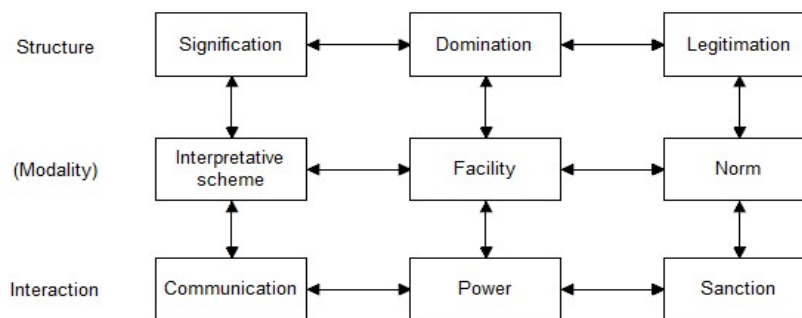 Structure
Signification
Domination
Legitimation
(Modality)
Interpretative
scheme
Facility
Norm
Interaction
Communication
Power
Sanction